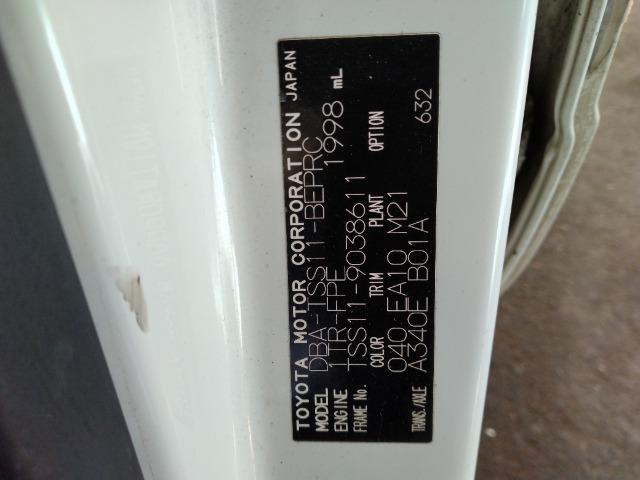 TOYOTA MOTOR CORPORATION JAPAN
MODEL DBA-TSS11-BEPRC
ENGINE 1TR-FPE 1998 mL
FRAME No. TSS11-9038611
COLOR TRIM PLANT OPTION
040 EA10 M21 632
TRANS./AXLE A340E B01A